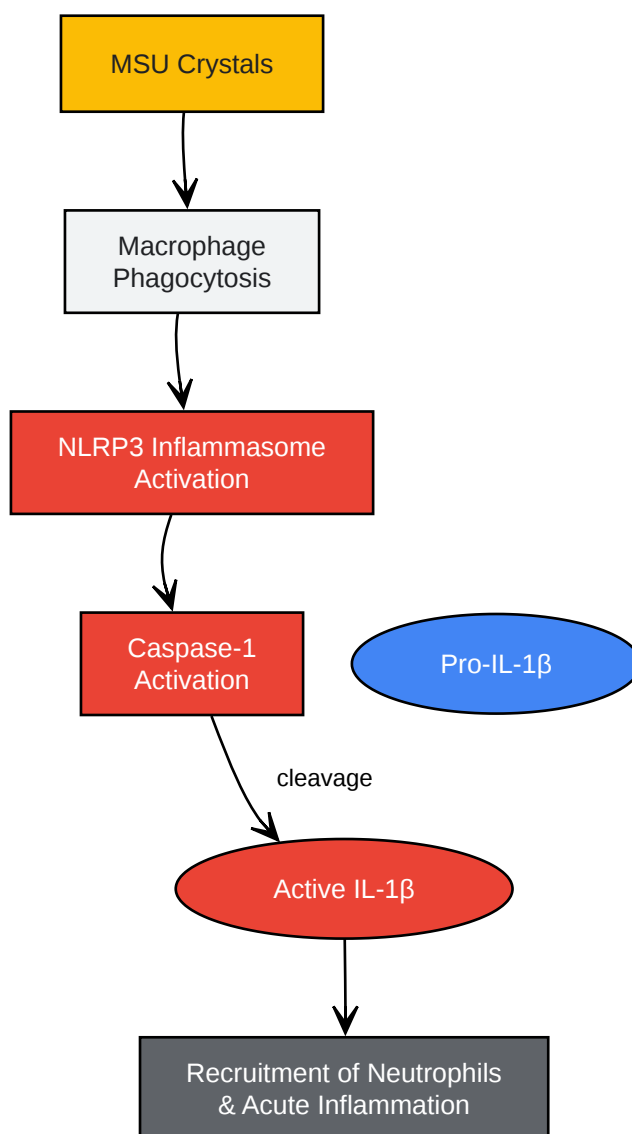 MSU Crystals
Macrophage
Phagocytosis
NLRP3 Inflammasome
Activation
Caspase-1
Activation
Pro-IL-1β
cleavage
Active IL-1β
Recruitment of Neutrophils
& Acute Inflammation